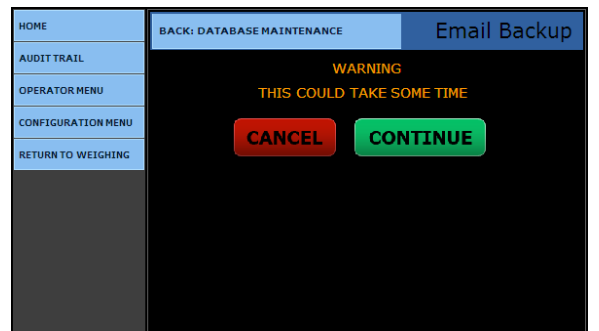 HOME
AUDIT TRAIL
OPERATOR MENU
CONFIGURATION MENU
RETURN TO WEIGHING
BACK: DATABASE MAINTENANCE
Email Backup
WARNING
THIS COULD TAKE SOME TIME
CANCEL
CONTINUE